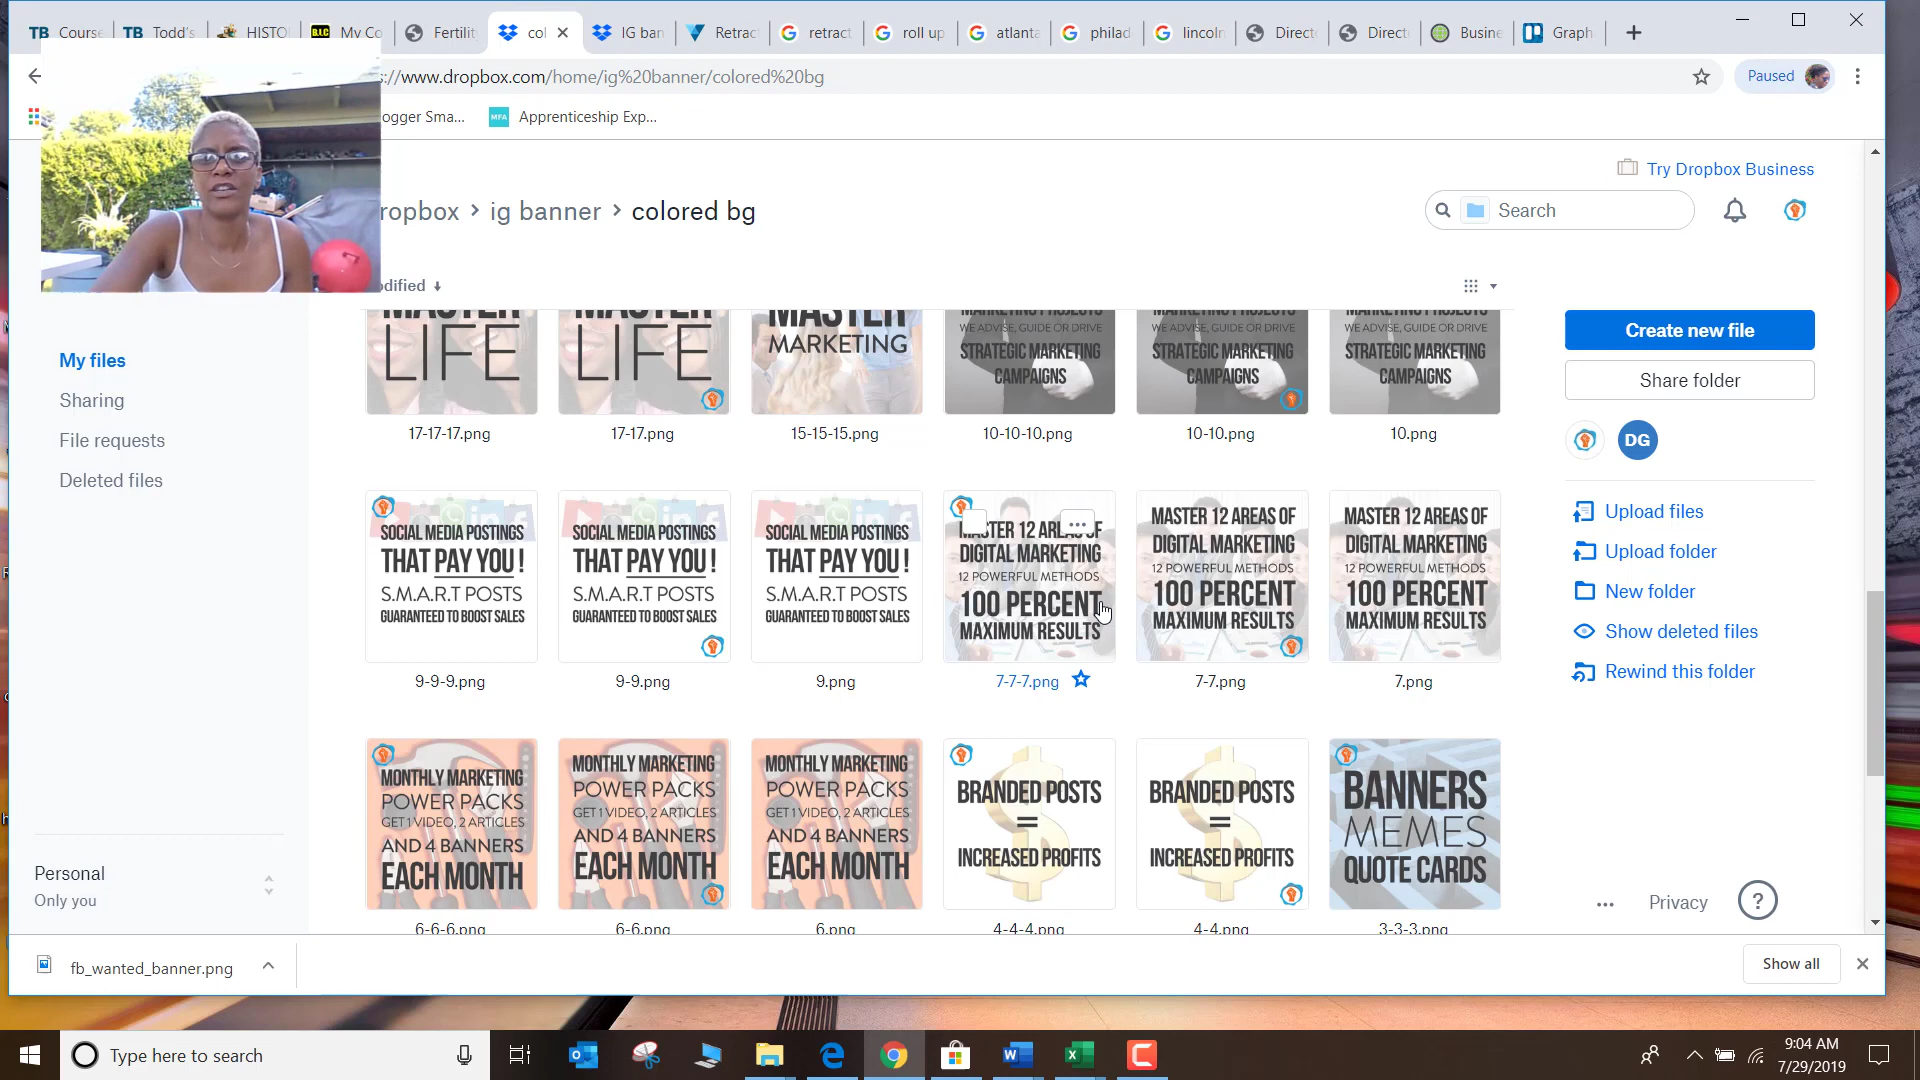 TB Course
TB Todd's
HISTO
B.I.C My Co
Fertilit
col
IG ban
Retrac
retract
roll up
atlanta
philad
lincoln
Direct
Direct
Busine
Graph
://www.dropbox.com/home/ig%20banner/colored%20bg
Paused
ogger Sma...
MFA Apprenticeship Exp...
Try Dropbox Business
ropbox > ig banner > colored bg
Search
odified
MASTER
LIFE
MASTER
LIFE
MASTER
MARKETING
MARKETING PROJECTS
WE ADVISE, GUIDE OR DRIVE
STRATEGIC MARKETING
CAMPAIGNS
MARKETING PROJECTS
WE ADVISE, GUIDE OR DRIVE
STRATEGIC MARKETING
CAMPAIGNS
MARKETING PROJECTS
WE ADVISE, GUIDE OR DRIVE
STRATEGIC MARKETING
CAMPAIGNS
17-17-17.png
17-17.png
15-15-15.png
10-10-10.png
10-10.png
10.png
SOCIAL MEDIA POSTINGS
THAT PAY YOU !
S.M.A.R.T POSTS
GUARANTEED TO BOOST SALES
SOCIAL MEDIA POSTINGS
THAT PAY YOU !
S.M.A.R.T POSTS
GUARANTEED TO BOOST SALES
SOCIAL MEDIA POSTINGS
THAT PAY YOU !
S.M.A.R.T POSTS
GUARANTEED TO BOOST SALES
MASTER 12 AREAS OF
DIGITAL MARKETING
12 POWERFUL METHODS
100 PERCENT
MAXIMUM RESULTS
MASTER 12 AREAS OF
DIGITAL MARKETING
12 POWERFUL METHODS
100 PERCENT
MAXIMUM RESULTS
MASTER 12 AREAS OF
DIGITAL MARKETING
12 POWERFUL METHODS
100 PERCENT
MAXIMUM RESULTS
9-9-9.png
9-9.png
9.png
7-7-7.png
7-7.png
7.png
MONTHLY MARKETING
POWER PACKS
GET 1 VIDEO, 2 ARTICLES
AND 4 BANNERS
EACH MONTH
MONTHLY MARKETING
POWER PACKS
GET 1 VIDEO, 2 ARTICLES
AND 4 BANNERS
EACH MONTH
MONTHLY MARKETING
POWER PACKS
GET 1 VIDEO, 2 ARTICLES
AND 4 BANNERS
EACH MONTH
BRANDED POSTS
=
INCREASED PROFITS
BRANDED POSTS
=
INCREASED PROFITS
BANNERS
MEMES
QUOTE CARDS
6-6-6.png
6-6.png
6.png
4-4-4.png
4-4.png
3-3-3.png
My files
Sharing
File requests
Deleted files
Personal
Only you
Create new file
Share folder
DG
Upload files
Upload folder
New folder
Show deleted files
Rewind this folder
... Privacy ?
fb_wanted_banner.png
Show all
Type here to search
9:04 AM
7/29/2019